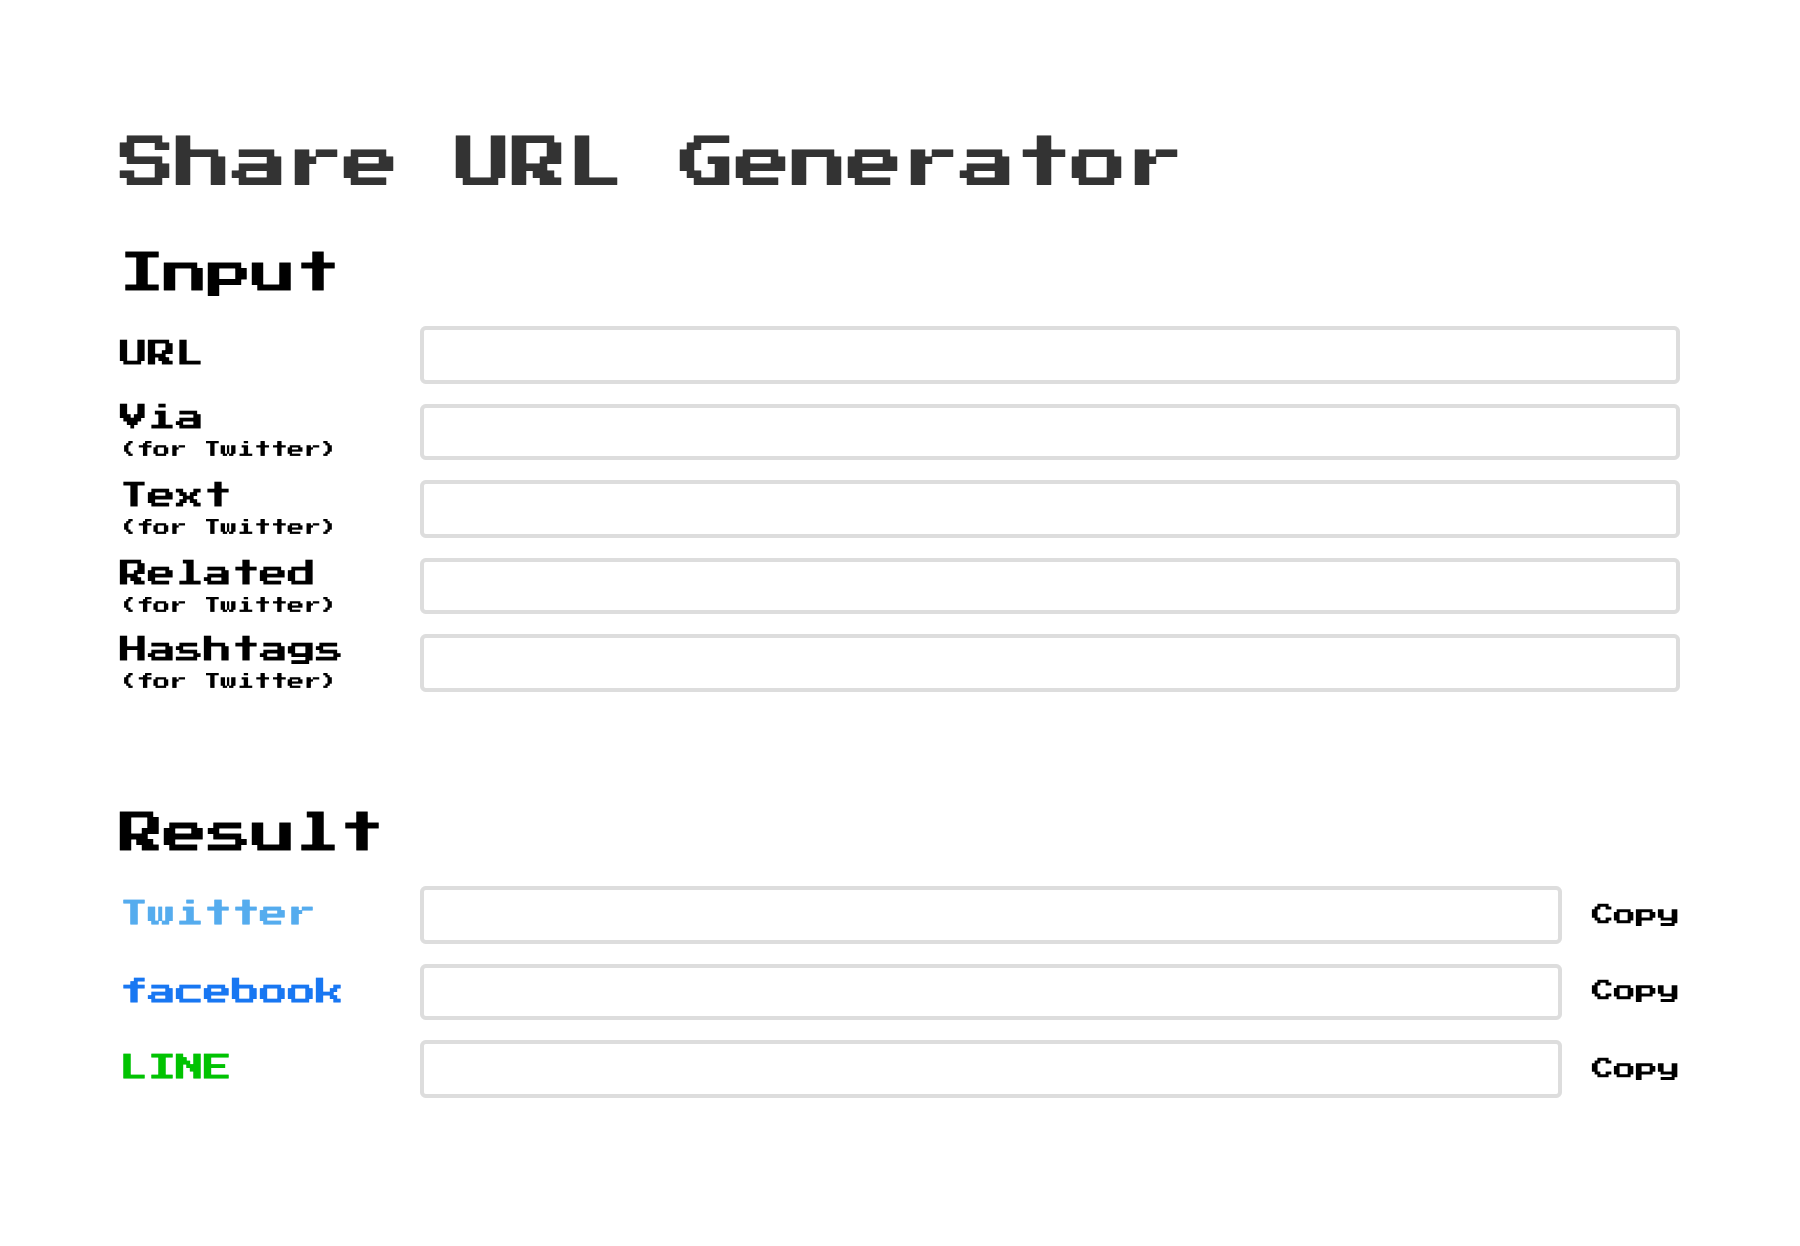 Share URL Generator
Input
URL
Via
(for Twitter)
Text
(for Twitter)
Related
(for Twitter)
Hashtags
(for Twitter)
Result
Twitter
Copy
facebook
Copy
LINE
Copy